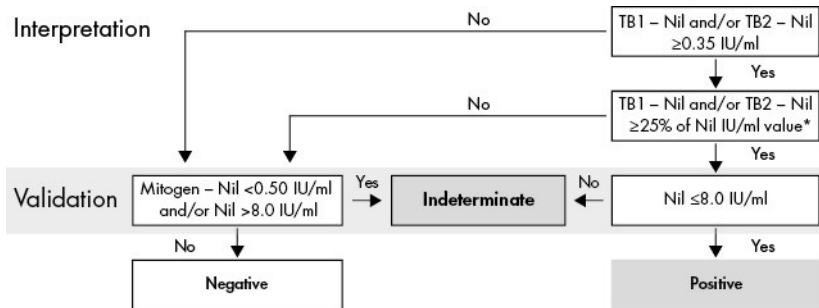 Interpretation
No
TB1 – Nil and/or TB2 – Nil
≥0.35 IU/ml
Yes
No
TB1 – Nil and/or TB2 – Nil
≥25% of Nil IU/ml value*
Yes
Validation
Mitogen – Nil <0.50 IU/ml
and/or Nil >8.0 IU/ml
Yes
Indeterminate
No
Nil ≤8.0 IU/ml
No
Yes
Negative
Positive